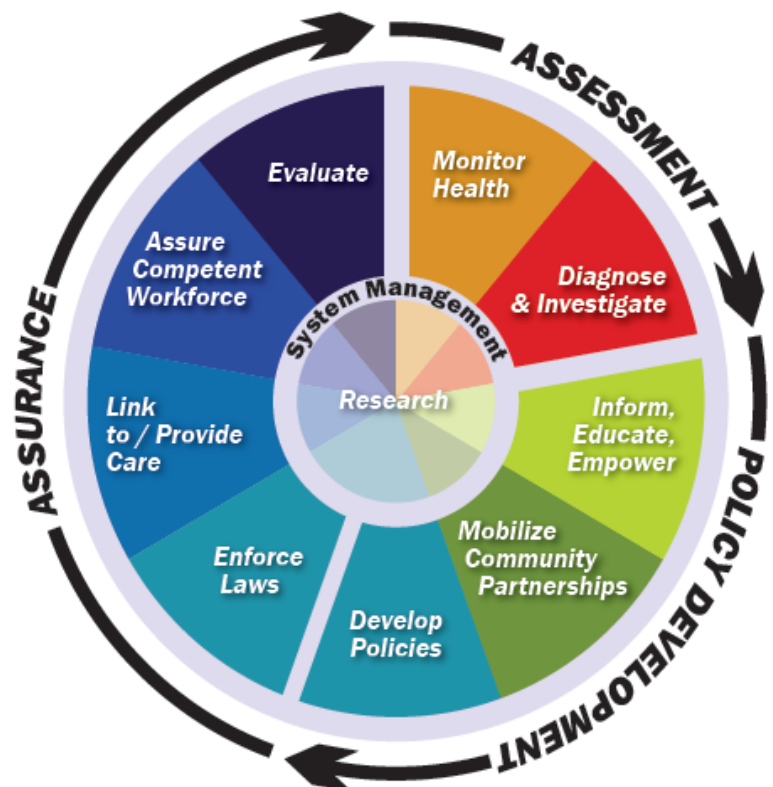 ASSESSMENT
Monitor
Health
Diagnose
& Investigate
POLICY DEVELOPMENT
Inform,
Educate,
Empower
Mobilize
Community
Partnerships
Develop
Policies
ASSURANCE
Enforce
Laws
Link
to / Provide
Care
Assure
Competent
Workforce
Evaluate
System Management
Research